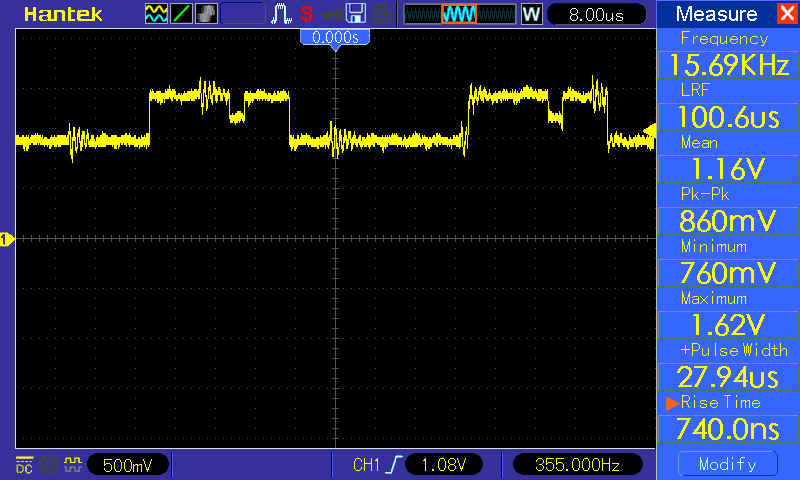 Hantek S W 8.00us Measure X
0.000s
Frequency
15.69KHz
LRF
100.6us
Mean
1.16V
Pk-Pk
860mV
Minimum
760mV
Maximum
1.62V
+Pulse Width
27.94us
Rise Time
740.0ns
Modify
1
DC 500mV CH1 1.08V 355.000Hz